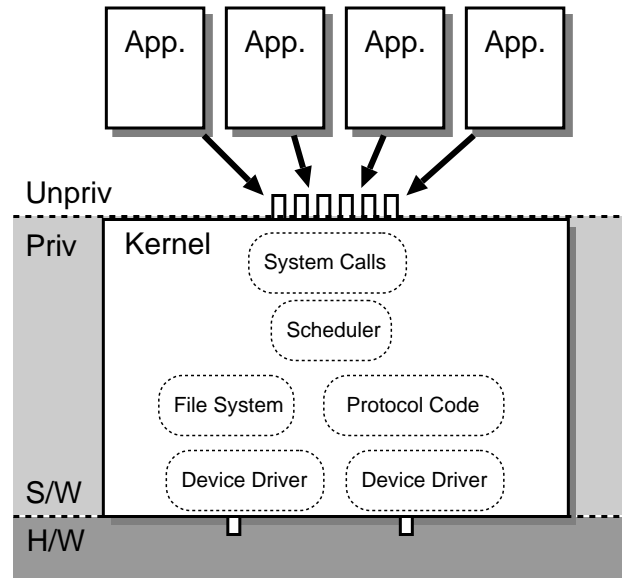 App. App. App. App.
Unpriv
Priv
Kernel
System Calls
Scheduler
File System
Protocol Code
Device Driver
Device Driver
S/W
H/W